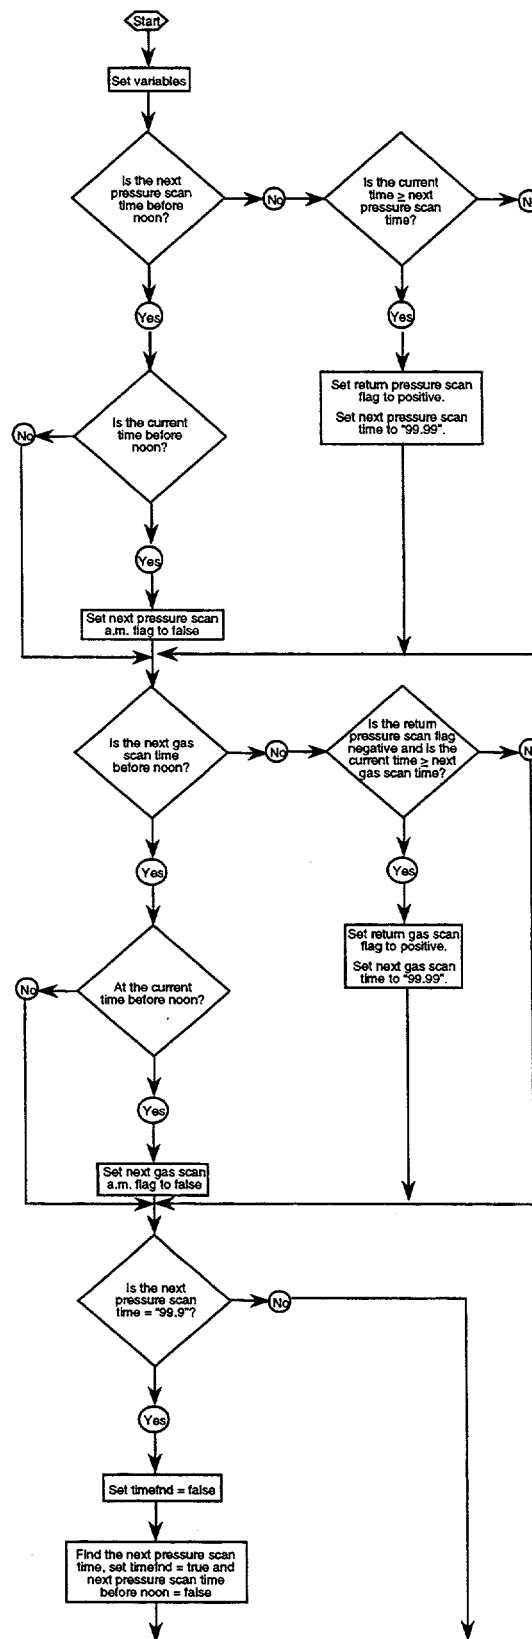 Start
Set variables
Is the next
pressure scan
time before
noon?
No
Is the current
time ≥ next
pressure scan
time?
Yes
Yes
Set return pressure scan
flag to positive.
Set next pressure scan
time to "99.99".
Is the current
time before
noon?
No
Yes
Set next pressure scan
a.m. flag to false
Is the next gas
scan time
before noon?
No
Is the return
pressure scan flag
negative and is the
current time ≥ next
gas scan time?
Yes
Yes
Set return gas scan
flag to positive.
Set next gas scan
time to "99.99".
At the current
time before noon?
No
Yes
Set next gas scan
a.m. flag to false
Is the next
pressure scan
time = "99.9"?
No
Yes
Set timefnd = false
Find the next pressure scan
time, set timefnd = true and
next pressure scan time
before noon = false